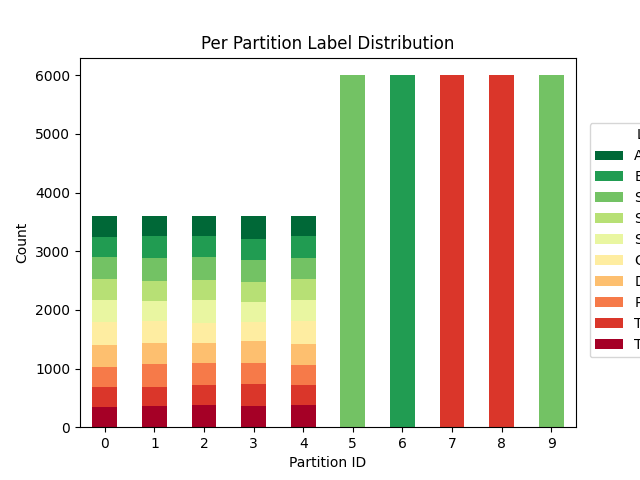 Per Partition Label Distribution
6000
5000
4000
3000
2000
1000
0
Count
0 1 2 3 4 5 6 7 8 9
Partition ID
A
S
S
S
D
T
T